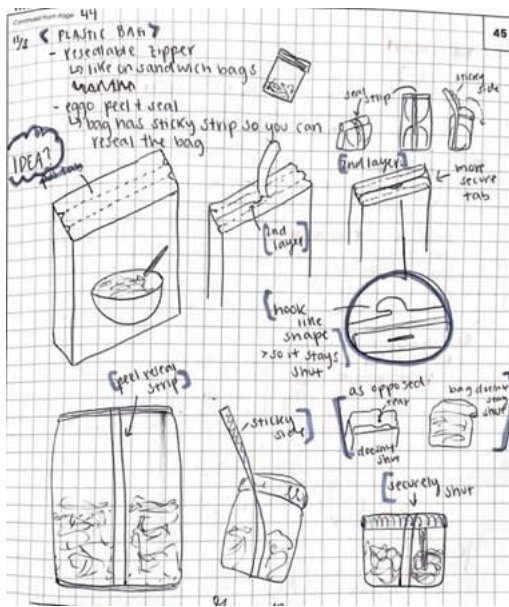 Continued from Page 44
45
11/2 < PLASTIC BAG >
- resealable zipper
↳ like on sandwich bags
- eggo peel + seal
↳ bag has sticky strip so you can
reseal the bag
seal
strip
sticky
side
IDEA?
2nd layer
more
secure
tab
2nd
layer
hook
like
shape
> so it stays
shut
peel reseal
strip
sticky
side
as opposed:
tear
doesn't
shut
bag doesn't
stay
shut
securely shut